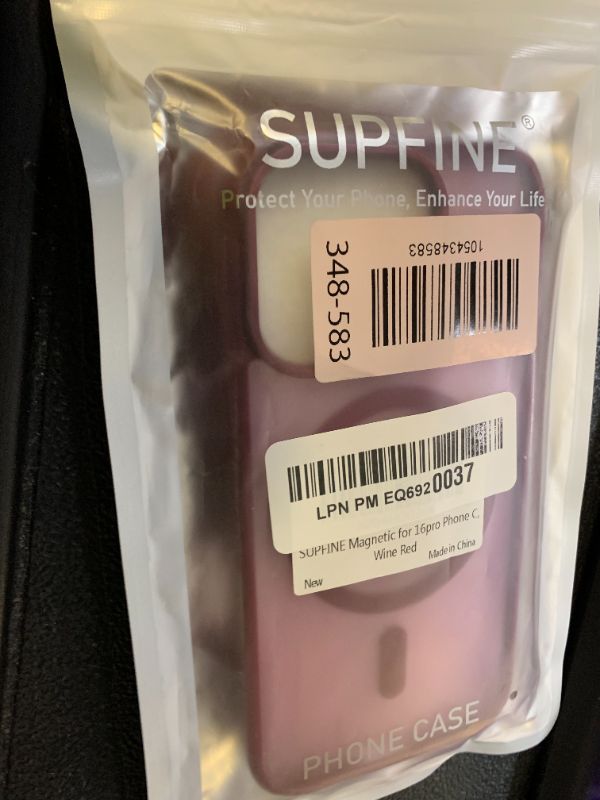 SUPFINE®
Protect Your Phone, Enhance Your Life
1054348583
348-583
LPN PM EQ6920037
SUPFINE Magnetic for 16pro Phone C,
Wine Red
Made in China
New
PHONE CASE